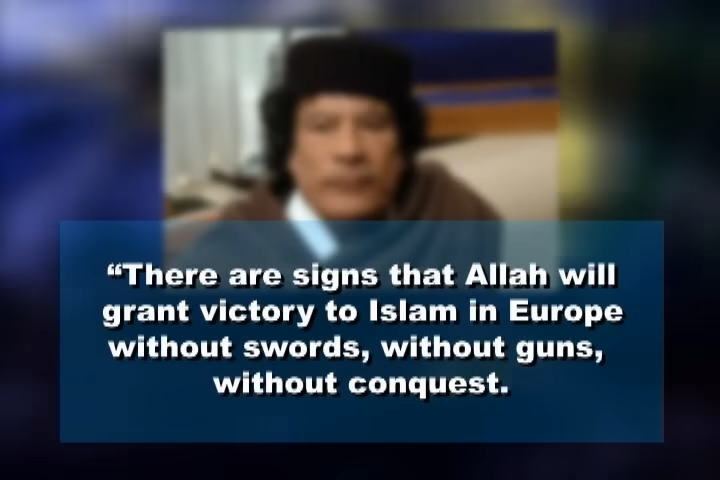 “There are signs that Allah will
grant victory to Islam in Europe
without swords, without guns,
without conquest.